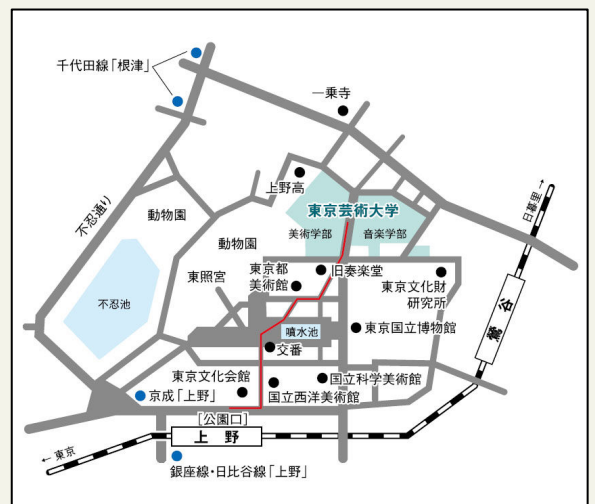 千代田線「根津」
一乗寺
上野高
東京芸術大学
美術学部
音楽学部
日暮里→
不忍通り
動物園
動物園
東照宮
東京都
美術館
旧奏楽堂
東京文化財
研究所
鶯谷
不忍池
噴水池
東京国立博物館
交番
東京文化会館
国立科学美術館
京成「上野」
国立西洋美術館
[公園口]
上野
←東京
銀座線・日比谷線「上野」